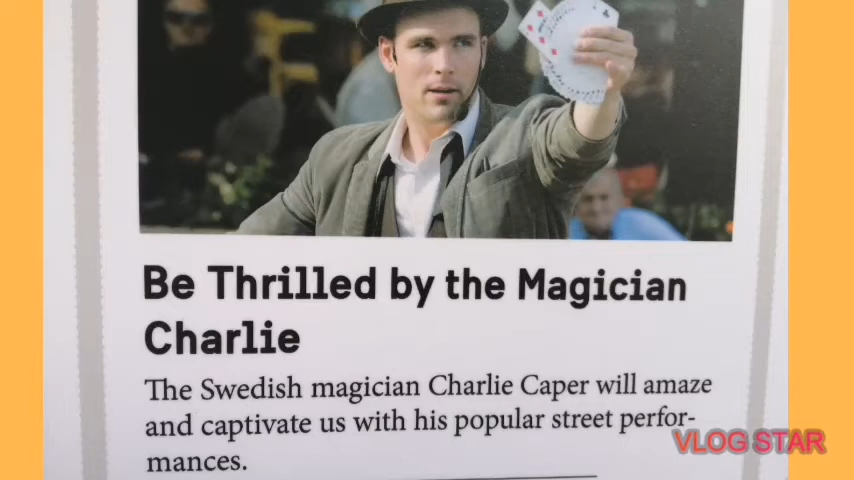 Be Thrilled by the Magician
Charlie
The Swedish magician Charlie Caper will amaze
and captivate us with his popular street perfor-
mances.
VLOG STAR